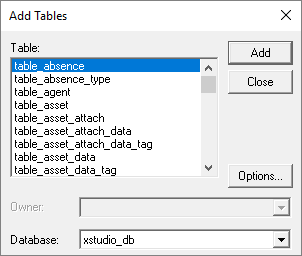 Add Tables
Table:
table_absence
table_absence_type
table_agent
table_asset
table_asset_attach
table_asset_attach_data
table_asset_attach_data_tag
table_asset_data
table_asset_data_tag
Add
Close
Options...
Owner:
Database:
xstudio_db